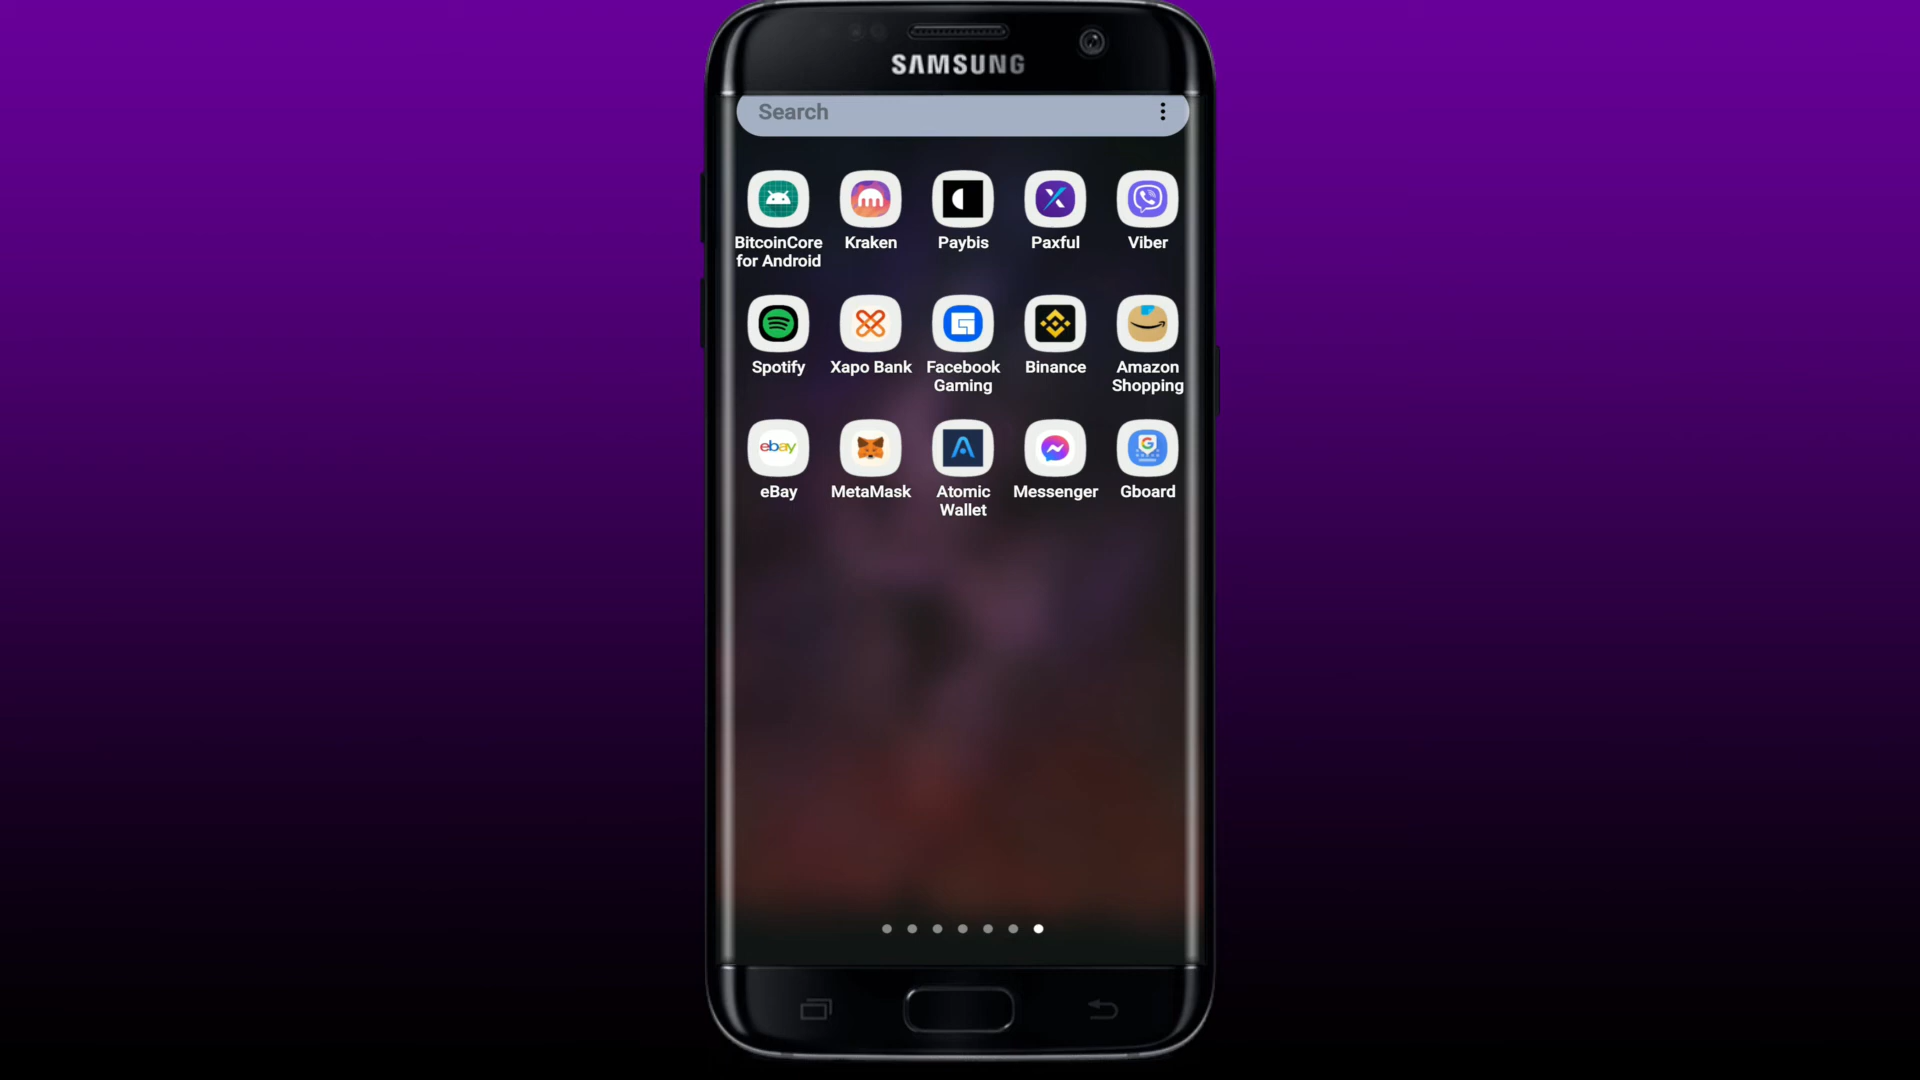 SAMSUNG
Search
BitcoinCore
for Android
Kraken
Paybis
Paxful
Viber
Spotify
Xapo Bank
Facebook
Gaming
Binance
Amazon
Shopping
ebay
eBay
MetaMask
Atomic
Wallet
Messenger
G
Gboard